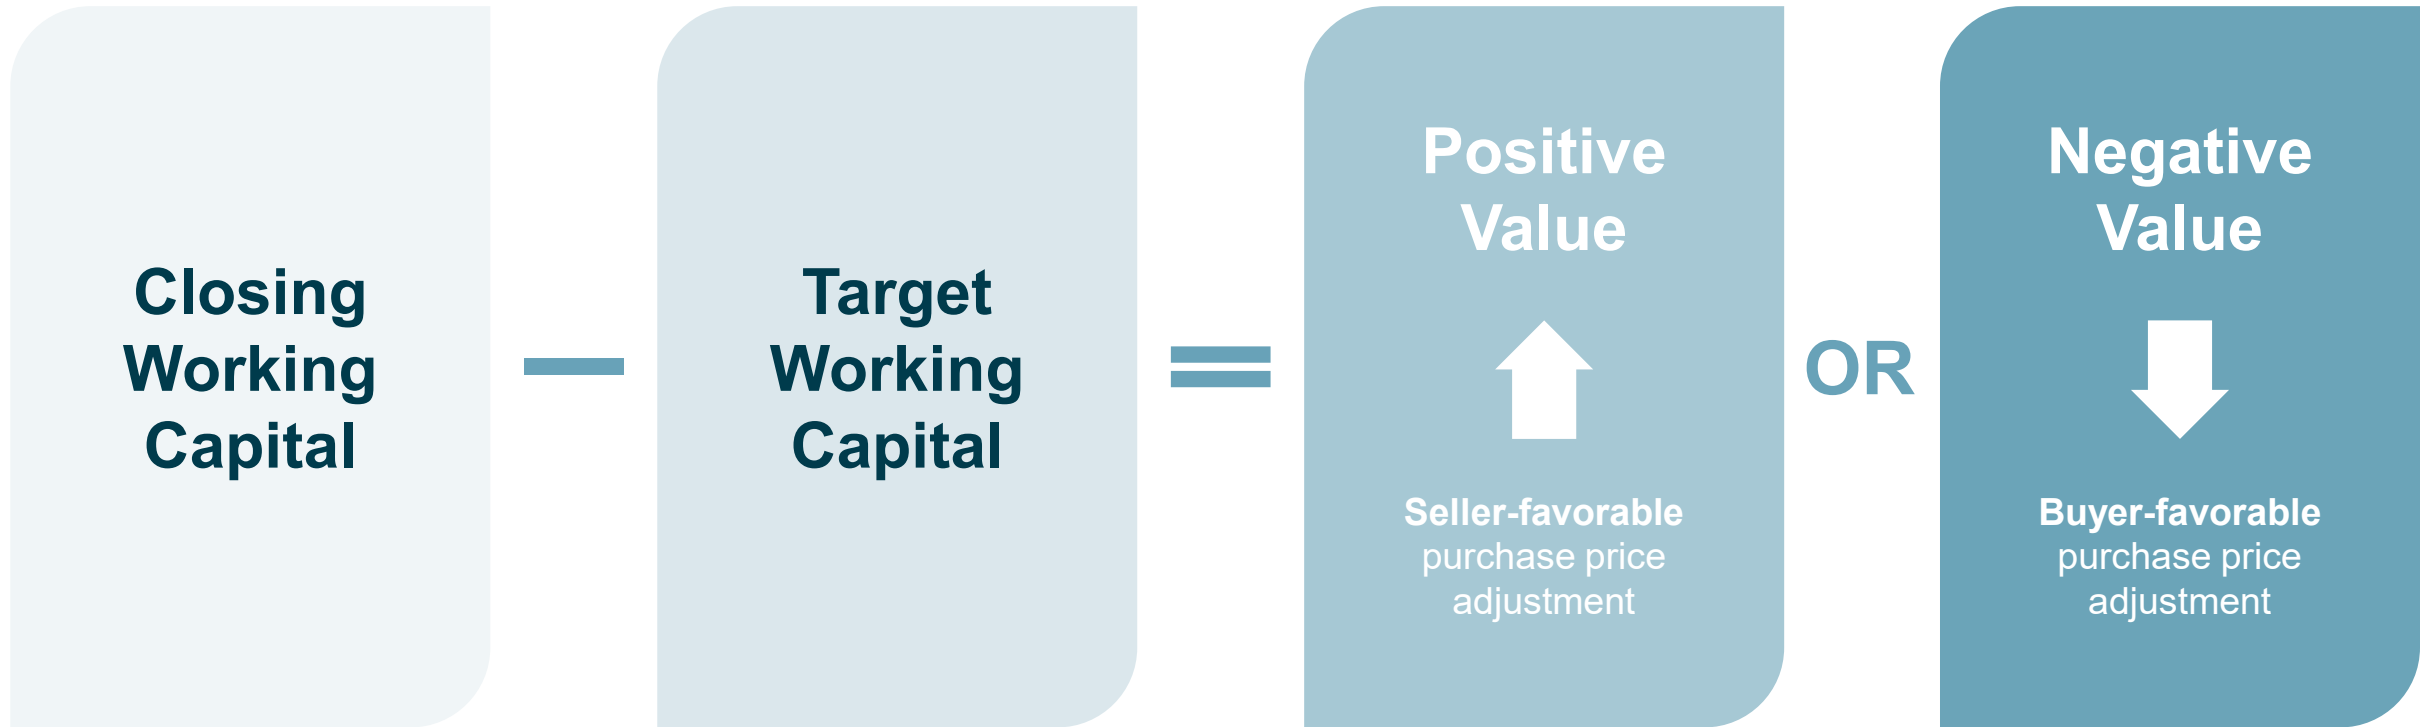 Closing
Working
Capital
Target
Working
Capital
Positive
Value
Seller-favorable
purchase price
adjustment
OR
Negative
Value
Buyer-favorable
purchase price
adjustment